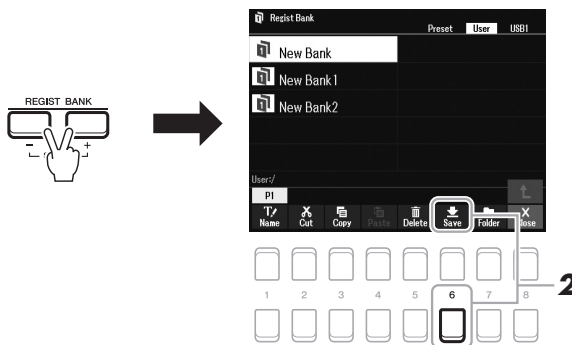 Regist Bank
Preset User USB1
New Bank
New Bank1
New Bank2
REGIST BANK
- +
User:/
P1
Name Cut Copy Paste Delete Save Folder Close
1 2 3 4 5 6 7 8
2